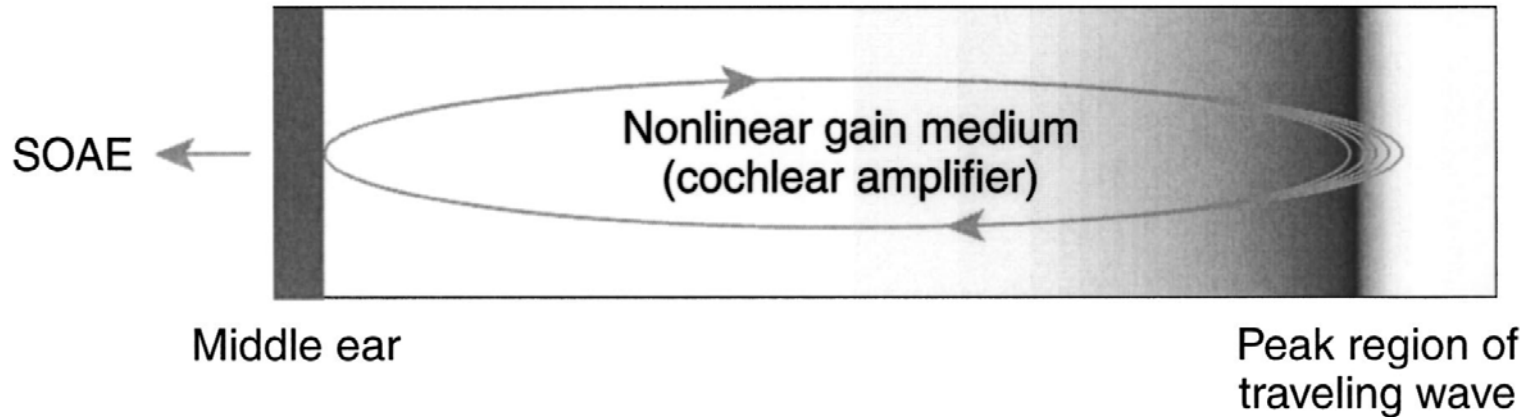 SOAE
Nonlinear gain medium
(cochlear amplifier)
Middle ear
Peak region of
traveling wave